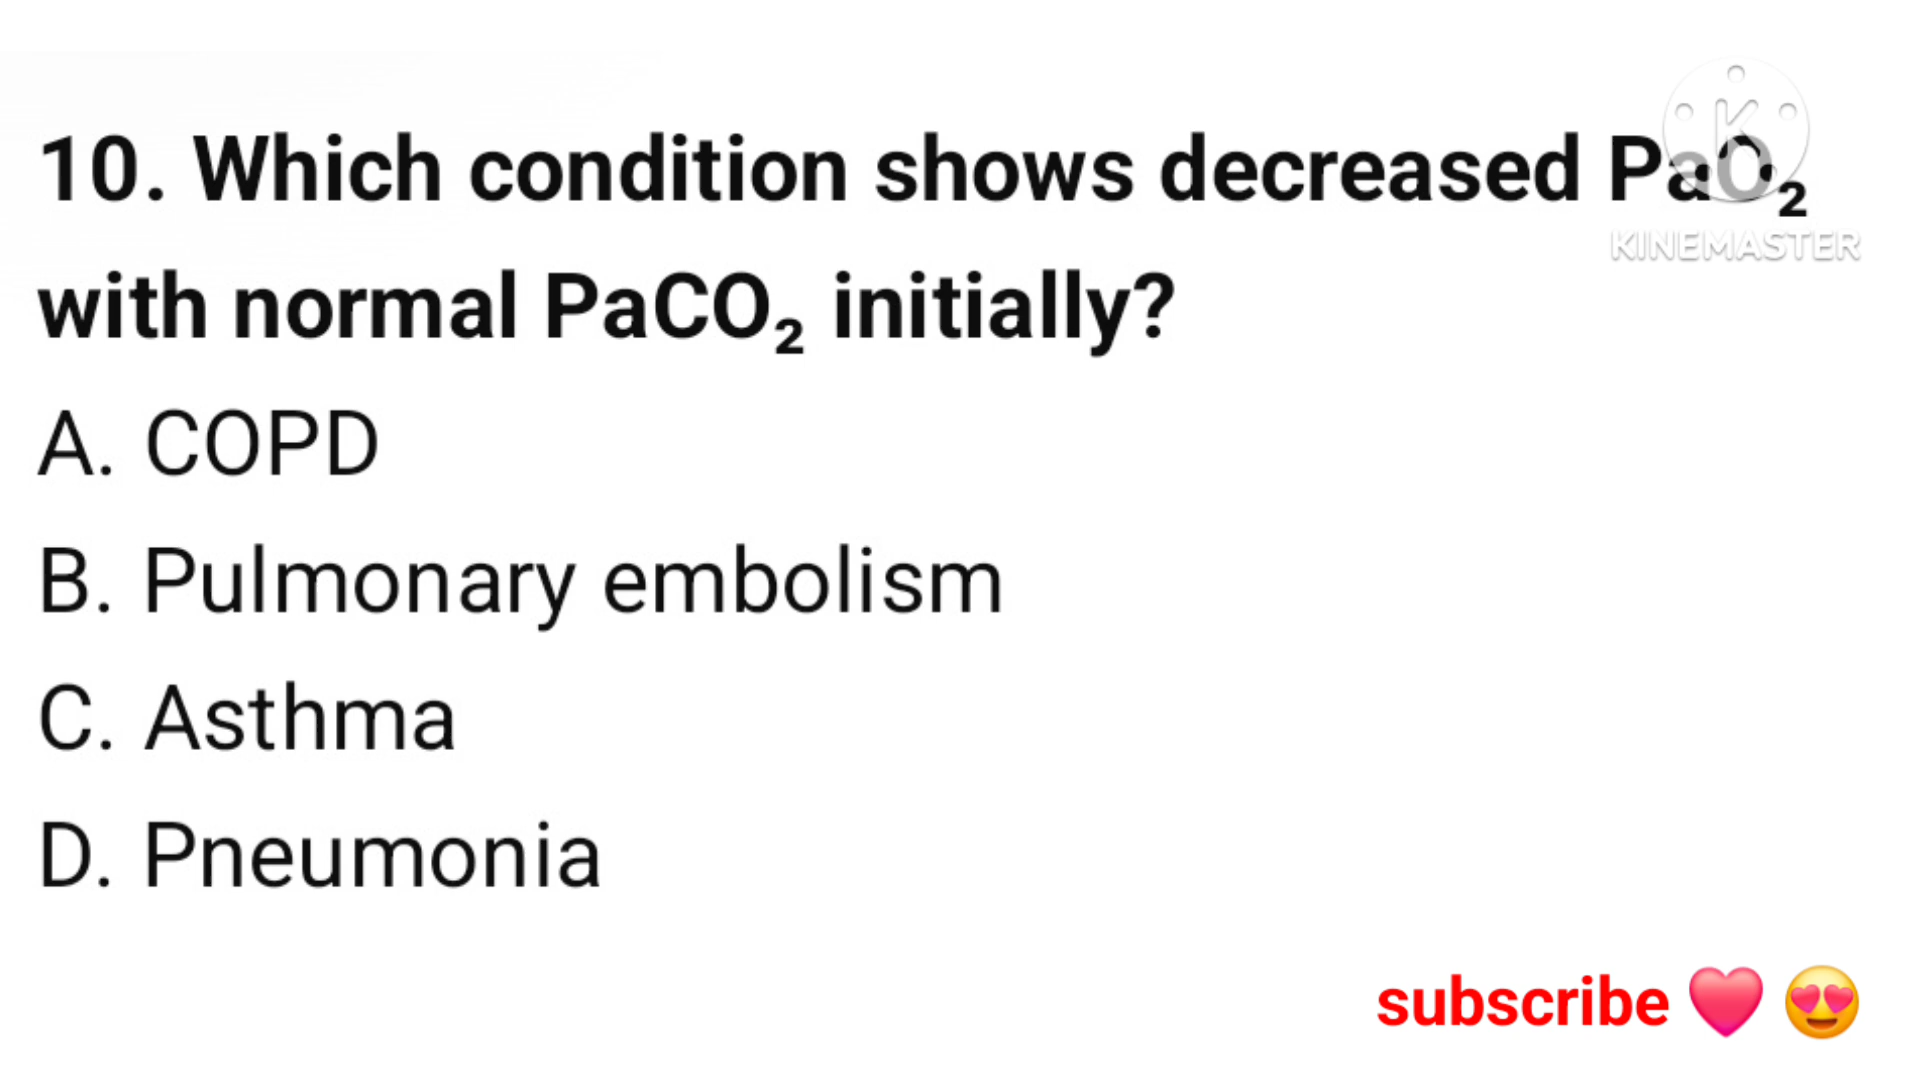 10. Which condition shows decreased PaO₂
KINEMASTER
with normal PaCO₂ initially?
A. COPD
B. Pulmonary embolism
C. Asthma
D. Pneumonia
subscribe